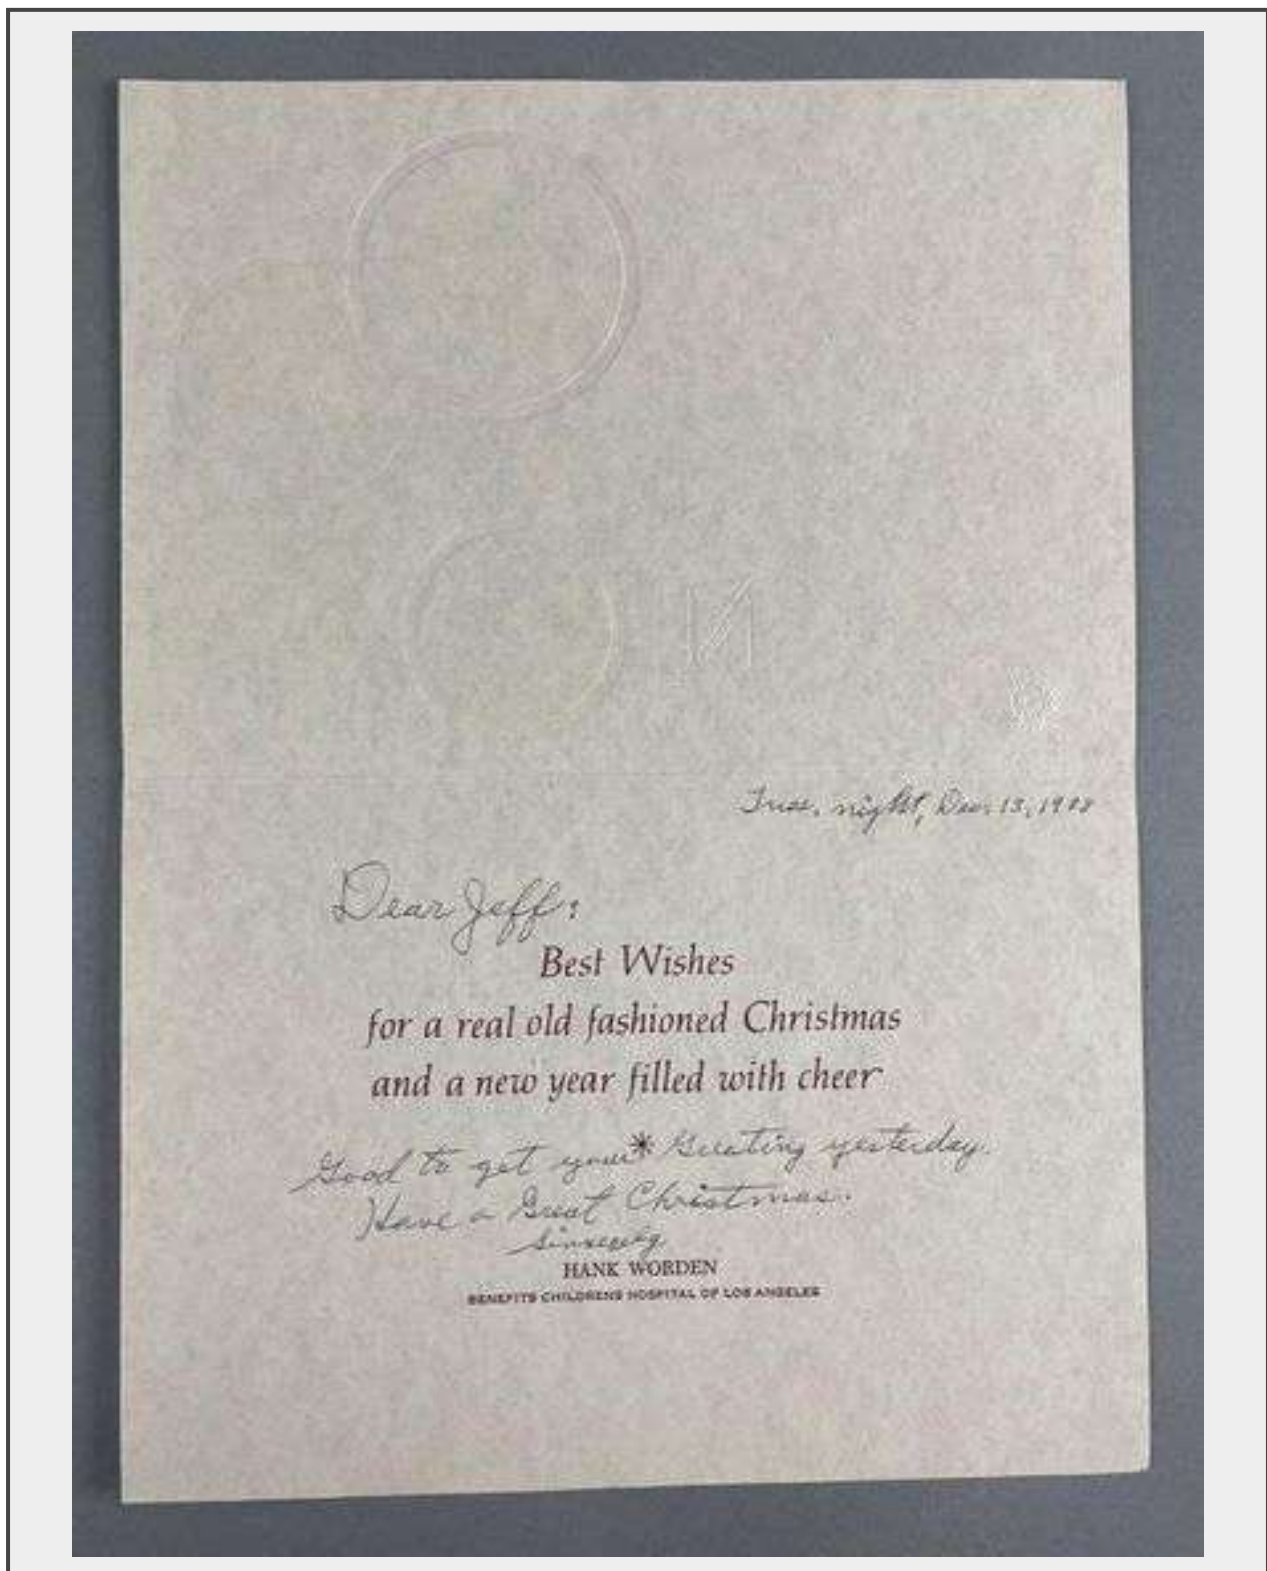 Tues. night, Dec. 13, 1988
Dear Jeff:
Best Wishes
for a real old fashioned Christmas
and a new year filled with cheer
Good to get your* Greeting yesterday.
Have a Great Christmas.
Sincerely
HANK WORDEN
BENEFITS CHILDRENS HOSPITAL OF LOS ANGELES